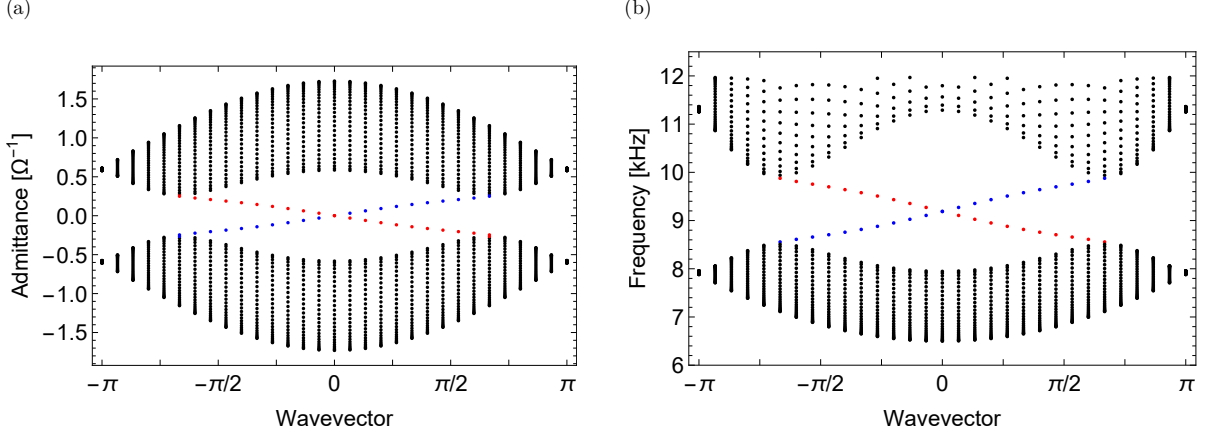 (a)
(b)
Admittance [Ω⁻¹]
1.5
1.0
0.5
0.0
−0.5
−1.0
−1.5
−π
−π/2
0
π/2
π
Wavevector
Frequency [kHz]
12
11
10
9
8
7
6
−π
−π/2
0
π/2
π
Wavevector